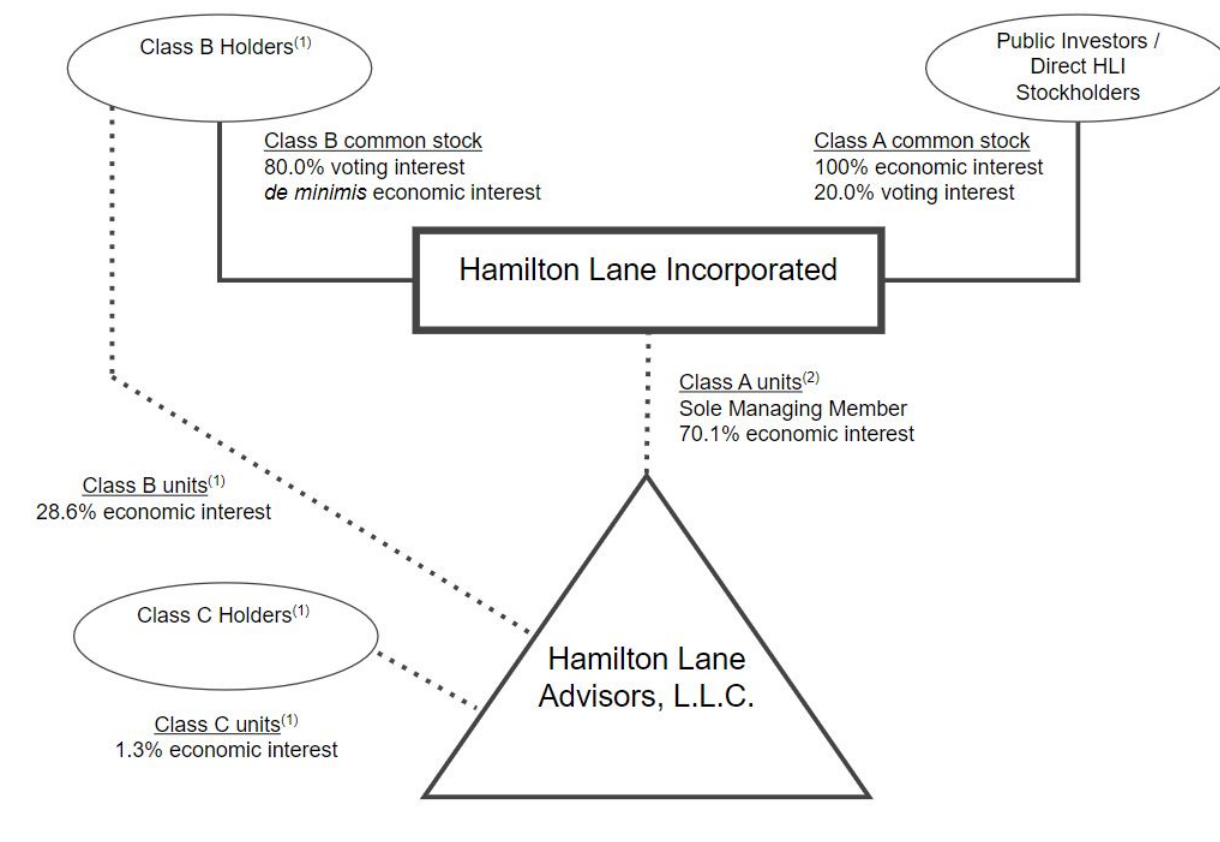 Class B Holders(1)
Public Investors /
Direct HLI
Stockholders
Class B common stock
80.0% voting interest
de minimis economic interest
Class A common stock
100% economic interest
20.0% voting interest
Hamilton Lane Incorporated
Class A units(2)
Sole Managing Member
70.1% economic interest
Class B units(1)
28.6% economic interest
Class C Holders(1)
Hamilton Lane
Advisors, L.L.C.
Class C units(1)
1.3% economic interest